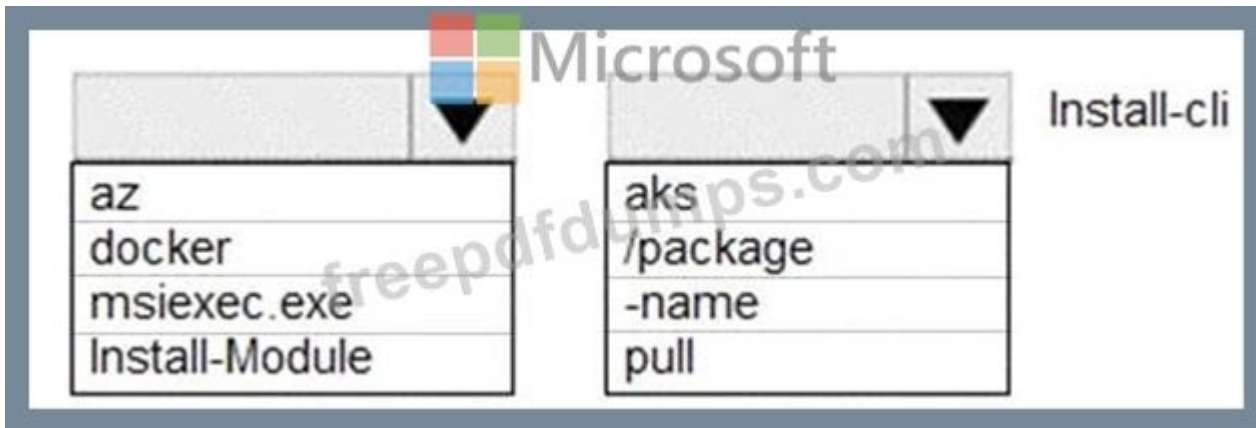 Microsoft
Install-cli
az
docker
msiexec.exe
Install-Module
aks
/package
-name
pull
freepdfdumps.com